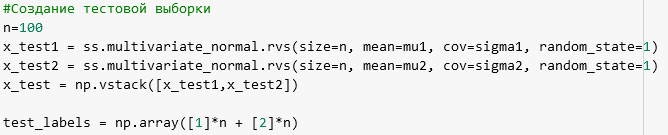 #Создание тестовой выборки
n=100
x_test1 = ss.multivariate_normal.rvs(size=n, mean=mu1, cov=sigma1, random_state=1)
x_test2 = ss.multivariate_normal.rvs(size=n, mean=mu2, cov=sigma2, random_state=1)
x_test = np.vstack([x_test1,x_test2])
test_labels = np.array([1]*n + [2]*n)